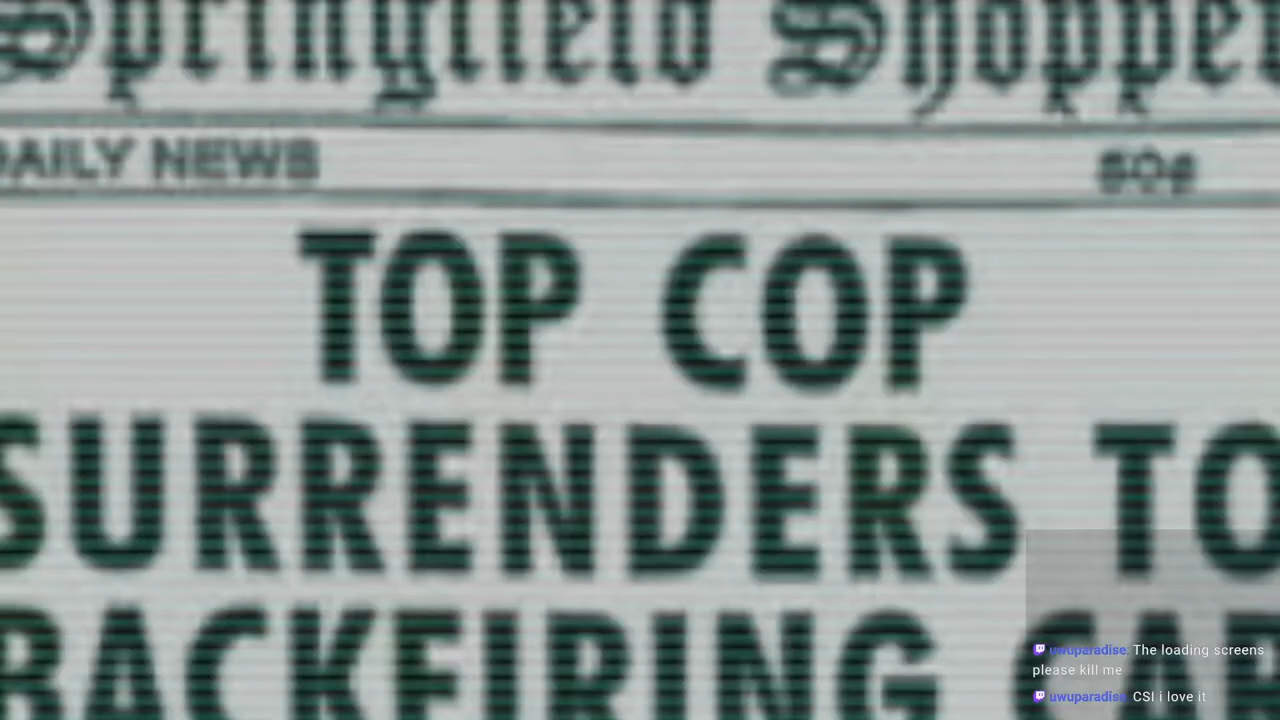 Springfield Shopper
DAILY NEWS 50¢
TOP COP
SURRENDERS TO
BACKFIRING CAR
uwuparadise: The loading screens
please kill me
uwuparadise: CSI i love it